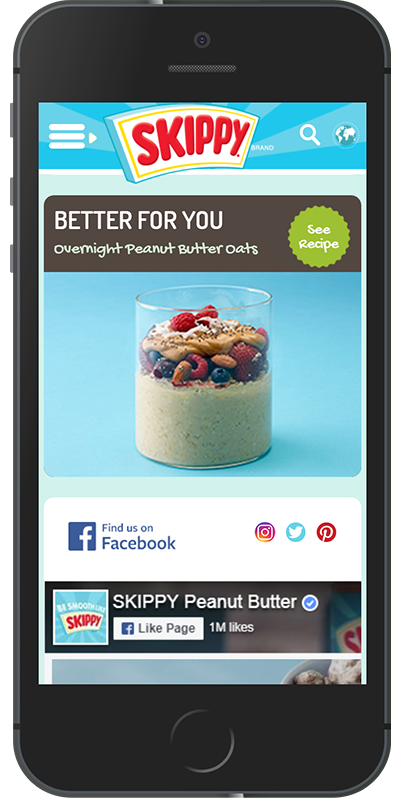 SKIPPY
BRAND
BETTER FOR YOU
Overnight Peanut Butter Oats
See
Recipe
Find us on
Facebook
BE SMOOTH LIKE
SKIPPY
SKIPPY Peanut Butter
Like Page
1M likes